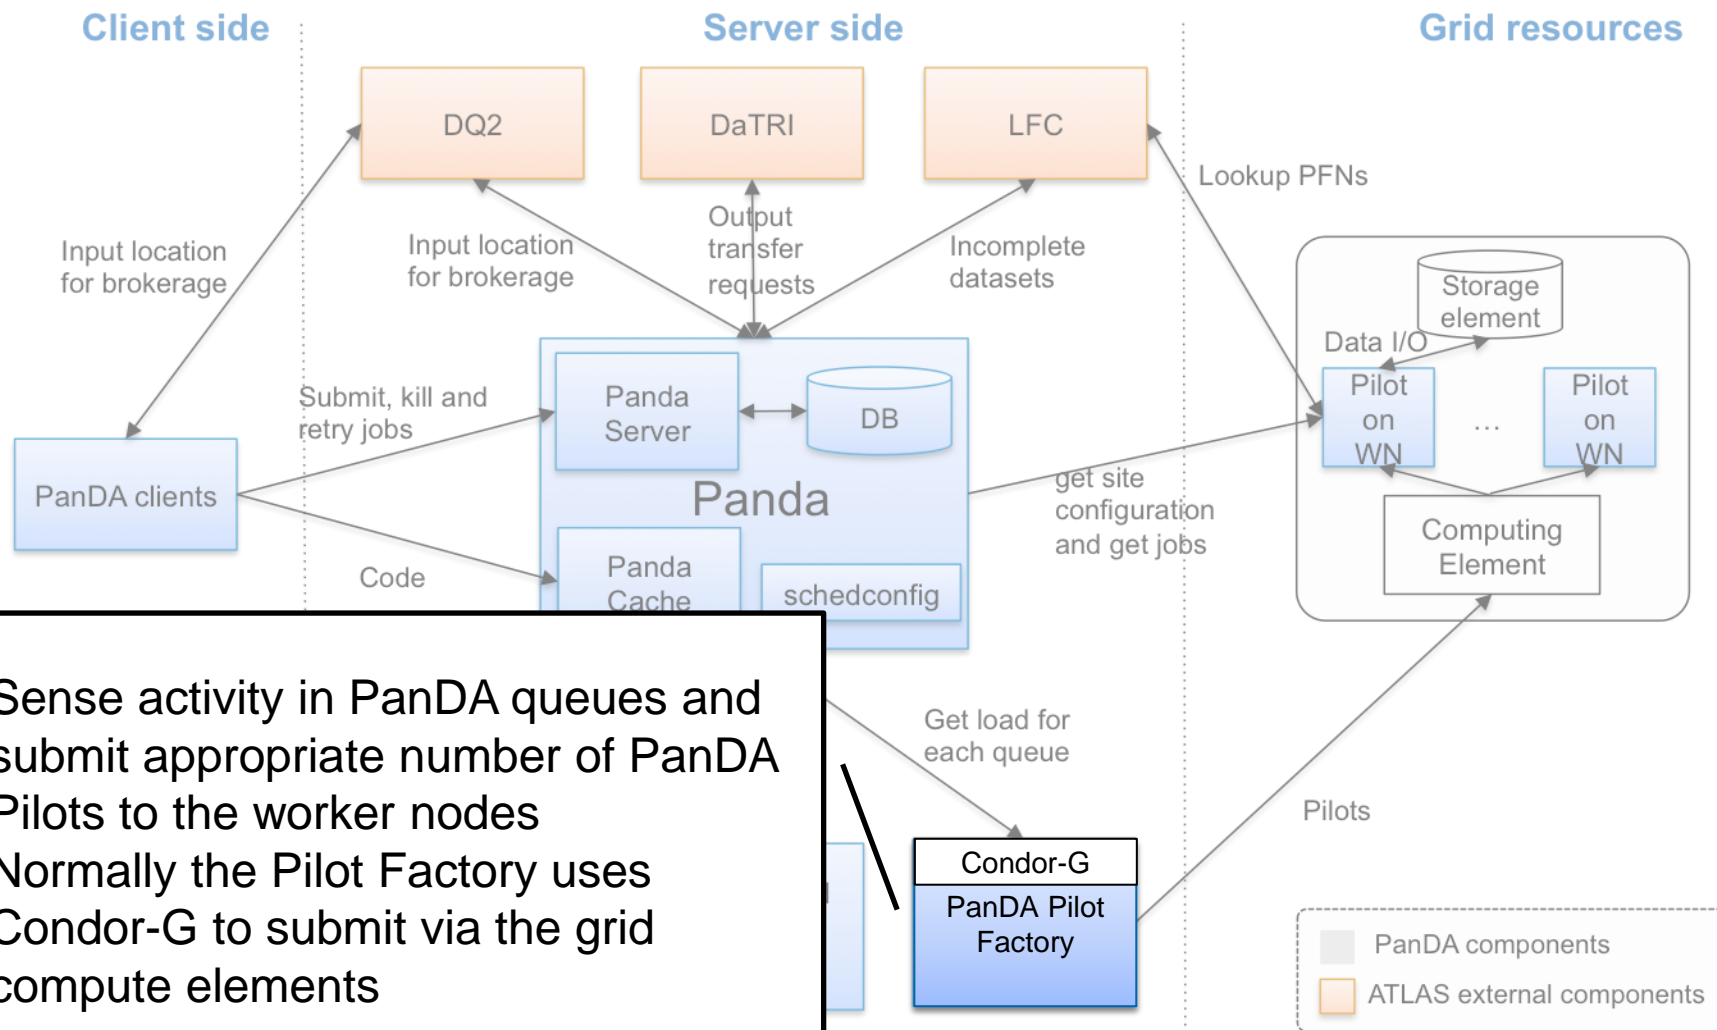 Client side
Server side
Grid resources
DQ2
DaTRI
LFC
Lookup PFNs
Input location
for brokerage
Input location
for brokerage
Output
transfer
requests
Incomplete
datasets
Storage
element
Data I/O
Pilot
on
WN
...
Pilot
on
WN
Submit, kill and
retry jobs
Panda
Server
DB
PanDA clients
Panda
get site
configuration
and get jobs
Computing
Element
Code
Panda
Cache
schedconfig
Sense activity in PanDA queues and
submit appropriate number of PanDA
Pilots to the worker nodes
Normally the Pilot Factory uses
Condor-G to submit via the grid
compute elements
Get load for
each queue
Pilots
Condor-G
PanDA Pilot
Factory
PanDA components
ATLAS external components